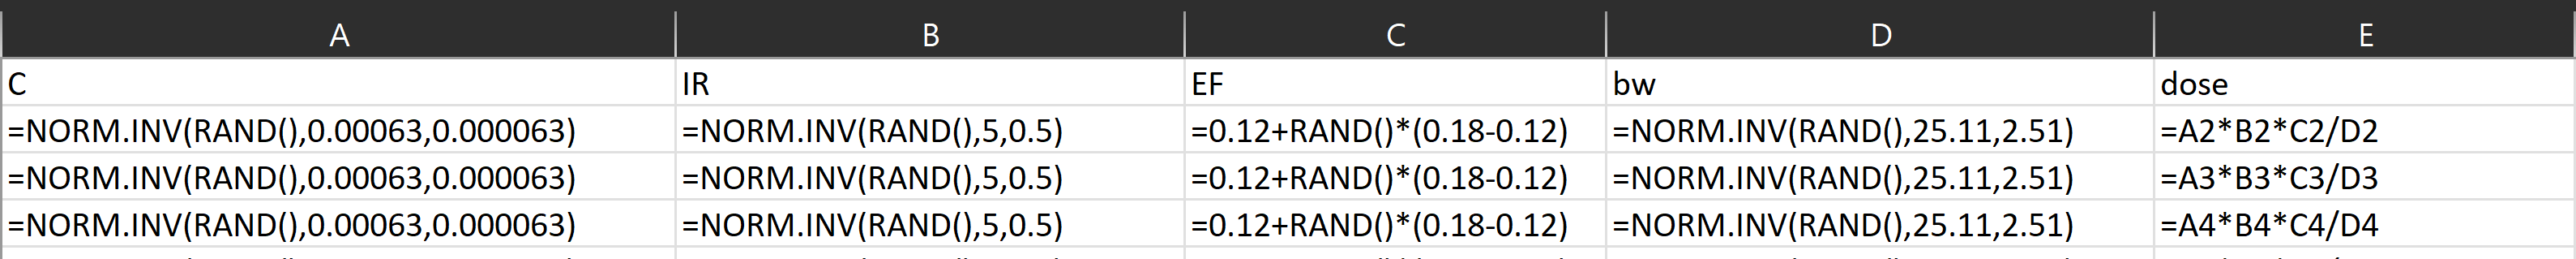 A B C D E
C IR EF bw dose
=NORM.INV(RAND(),0.00063,0.000063) =NORM.INV(RAND(),5,0.5) =0.12+RAND()*(0.18-0.12) =NORM.INV(RAND(),25.11,2.51) =A2*B2*C2/D2
=NORM.INV(RAND(),0.00063,0.000063) =NORM.INV(RAND(),5,0.5) =0.12+RAND()*(0.18-0.12) =NORM.INV(RAND(),25.11,2.51) =A3*B3*C3/D3
=NORM.INV(RAND(),0.00063,0.000063) =NORM.INV(RAND(),5,0.5) =0.12+RAND()*(0.18-0.12) =NORM.INV(RAND(),25.11,2.51) =A4*B4*C4/D4